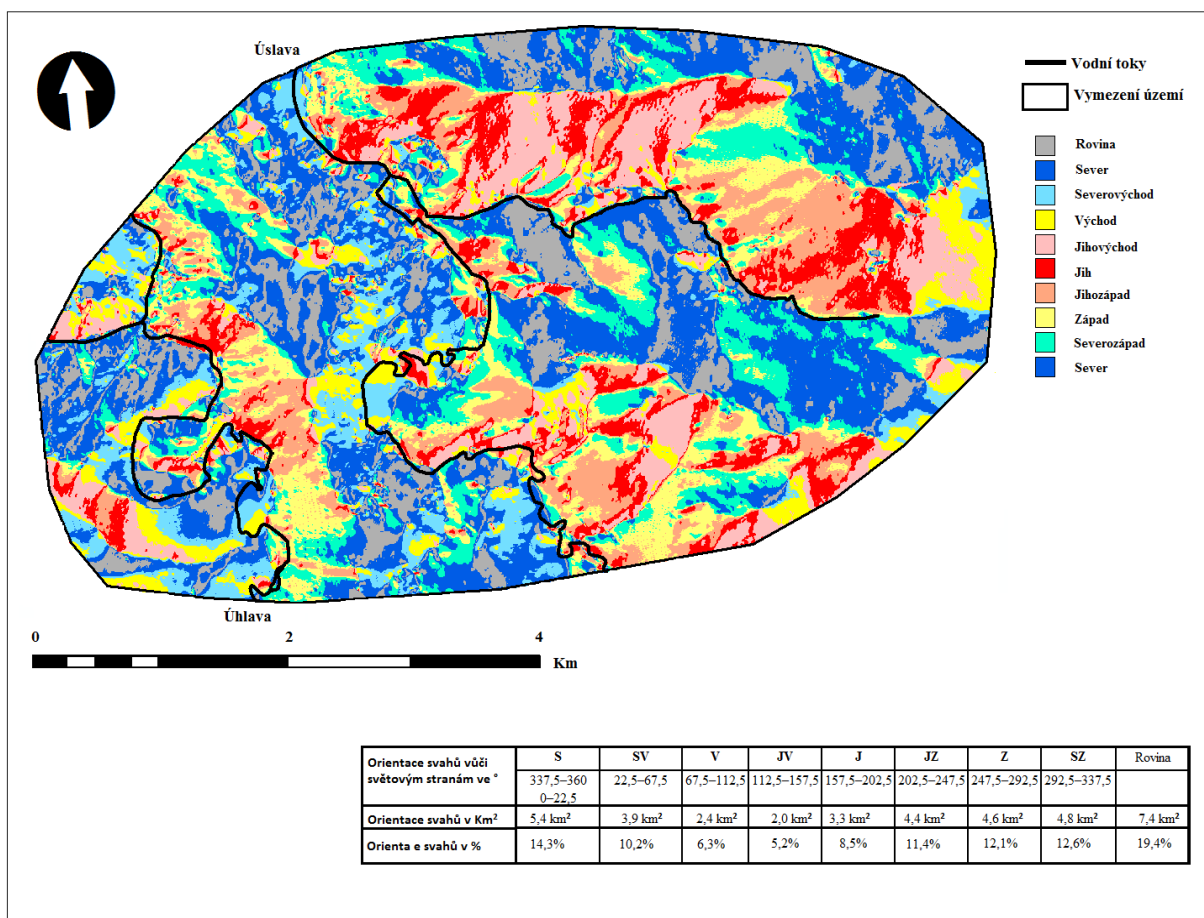 Úslava
Vodní toky
Vymezení území
Rovina
Sever
Severovýchod
Východ
Jihovýchod
Jih
Jihozápad
Západ
Severozápad
Sever
Úhlava
0 2 4
Km
Orientace svahů vůči světovým stranám ve ° S SV V JV J JZ Z SZ Rovina
337,5–360 0–22,5 22,5–67,5 67,5–112,5 112,5–157,5 157,5–202,5 202,5–247,5 247,5–292,5 292,5–337,5
Orientace svahů v Km² 5,4 km² 3,9 km² 2,4 km² 2,0 km² 3,3 km² 4,4 km² 4,6 km² 4,8 km² 7,4 km²
Orienta e svahů v % 14,3% 10,2% 6,3% 5,2% 8,5% 11,4% 12,1% 12,6% 19,4%